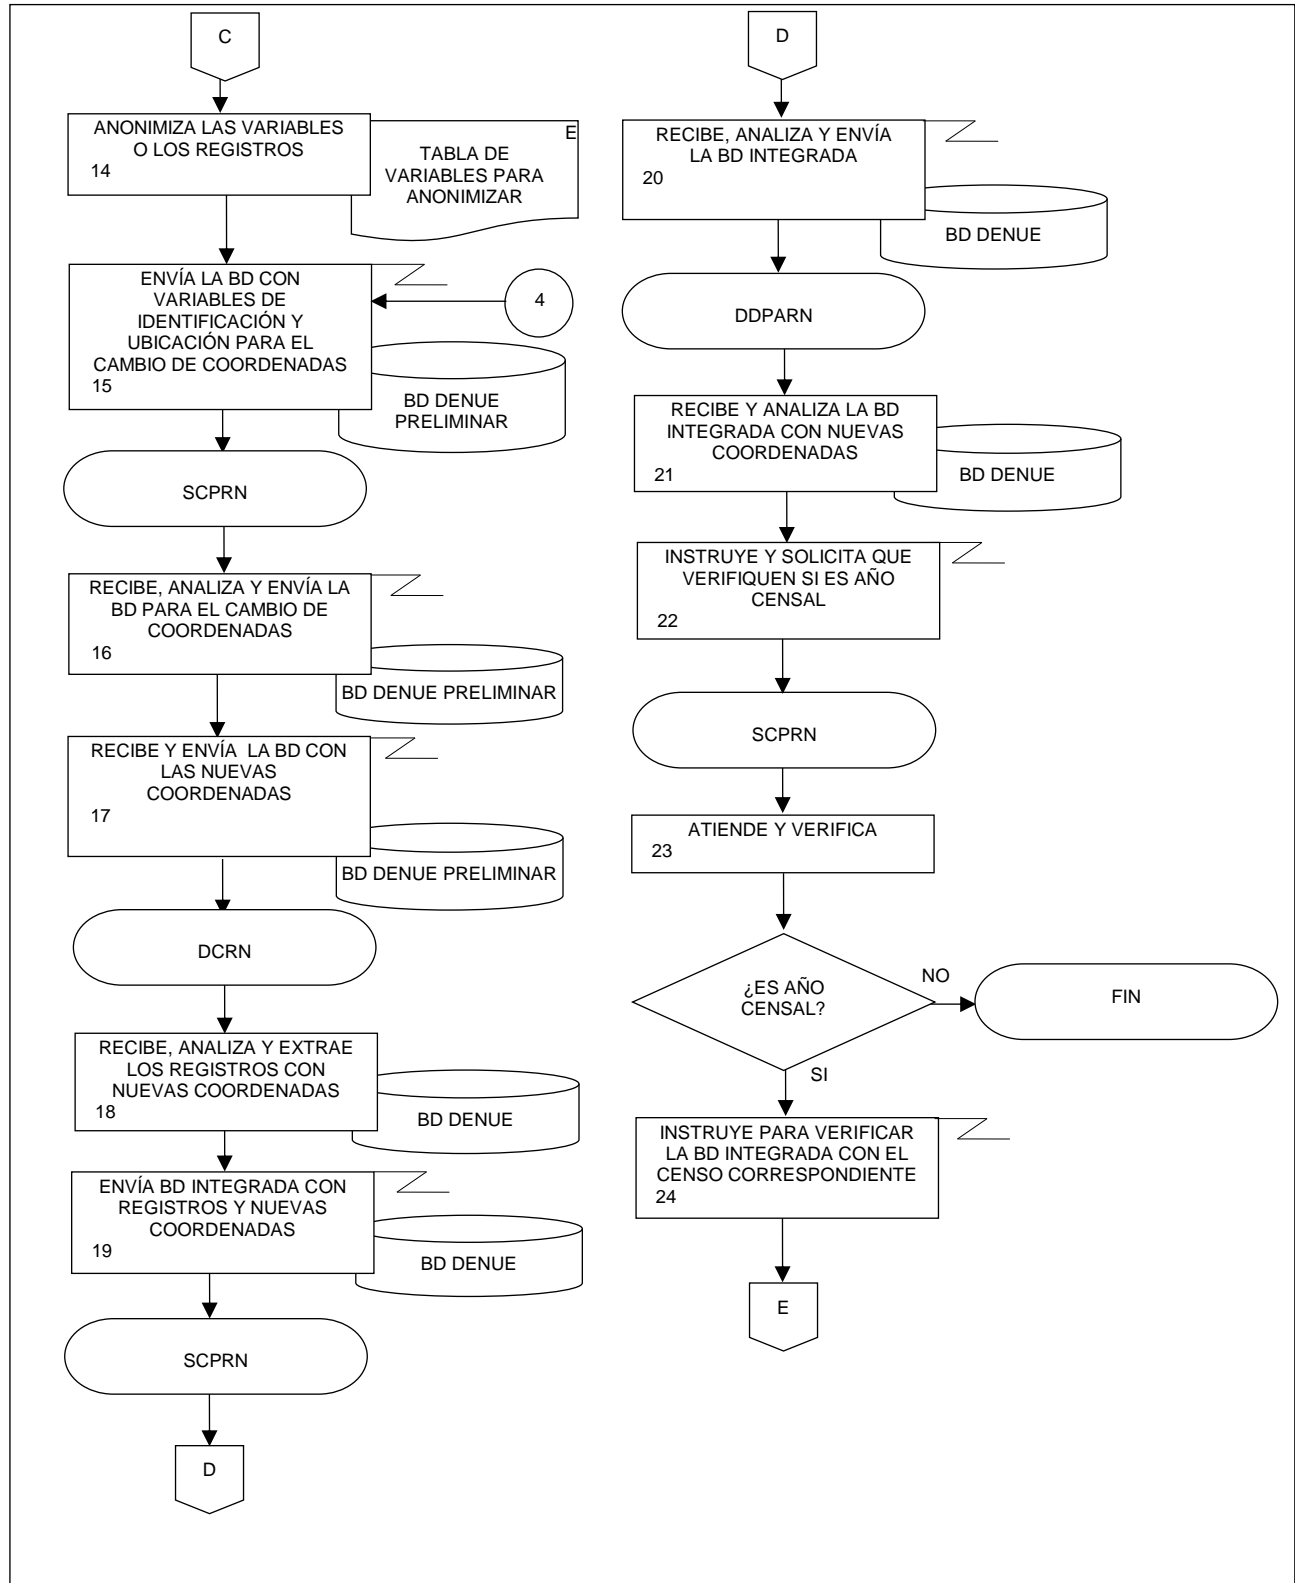 C
ANONIMIZA LAS VARIABLES
O LOS REGISTROS
14
E
TABLA DE
VARIABLES PARA
ANONIMIZAR
ENVÍA LA BD CON
VARIABLES DE
IDENTIFICACIÓN Y
UBICACIÓN PARA EL
CAMBIO DE COORDENADAS
15
4
BD DENUE
PRELIMINAR
SCPRN
RECIBE, ANALIZA Y ENVÍA LA
BD PARA EL CAMBIO DE
COORDENADAS
16
BD DENUE PRELIMINAR
RECIBE Y ENVÍA LA BD CON
LAS NUEVAS
COORDENADAS
17
BD DENUE PRELIMINAR
DCRN
RECIBE, ANALIZA Y EXTRAE
LOS REGISTROS CON
NUEVAS COORDENADAS
18
BD DENUE
ENVÍA BD INTEGRADA CON
REGISTROS Y NUEVAS
COORDENADAS
19
BD DENUE
SCPRN
D
D
RECIBE, ANALIZA Y ENVÍA
LA BD INTEGRADA
20
BD DENUE
DDPARN
RECIBE Y ANALIZA LA BD
INTEGRADA CON NUEVAS
COORDENADAS
21
BD DENUE
INSTRUYE Y SOLICITA QUE
VERIFIQUEN SI ES AÑO
CENSAL
22
SCPRN
ATIENDE Y VERIFICA
23
¿ES AÑO
CENSAL?
NO
FIN
SI
INSTRUYE PARA VERIFICAR
LA BD INTEGRADA CON EL
CENSO CORRESPONDIENTE
24
E